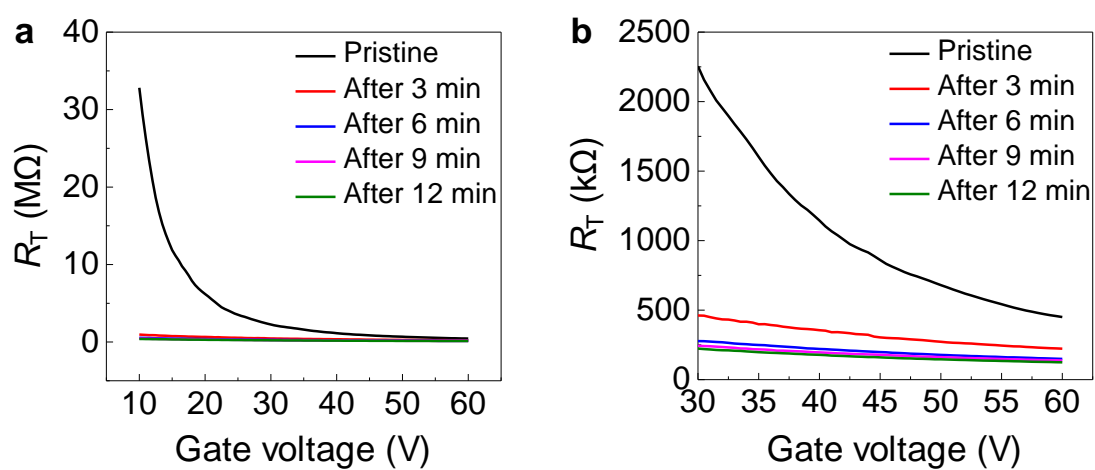 a
R_T (MΩ)
40
30
20
10
0
Pristine
After 3 min
After 6 min
After 9 min
After 12 min
10 20 30 40 50 60
Gate voltage (V)
b
R_T (kΩ)
2500
2000
1500
1000
500
0
Pristine
After 3 min
After 6 min
After 9 min
After 12 min
30 35 40 45 50 55 60
Gate voltage (V)